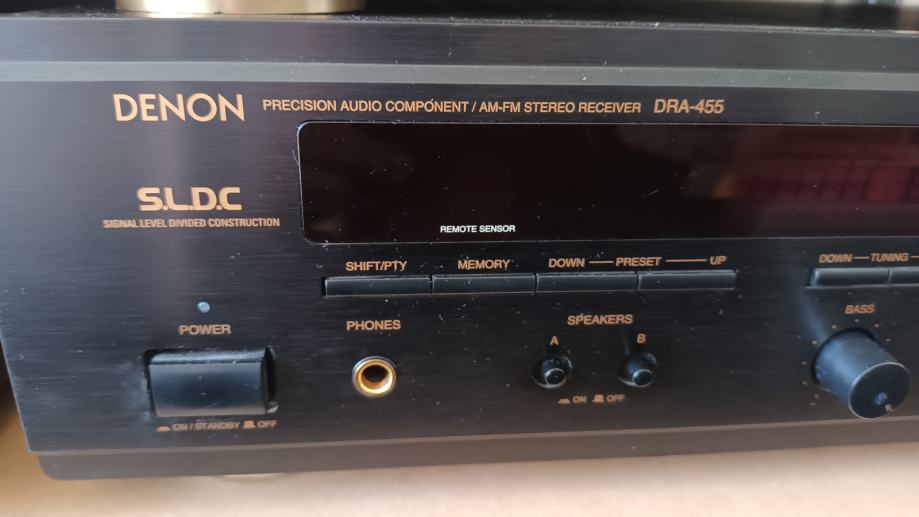 DENON PRECISION AUDIO COMPONENT / AM-FM STEREO RECEIVER DRA-455
S.L.D.C
SIGNAL LEVEL DIVIDED CONSTRUCTION
REMOTE SENSOR
SHIFT/PTY MEMORY DOWN PRESET UP DOWN TUNING
BASS
POWER PHONES SPEAKERS
A B
ON OFF
ON / STANDBY OFF